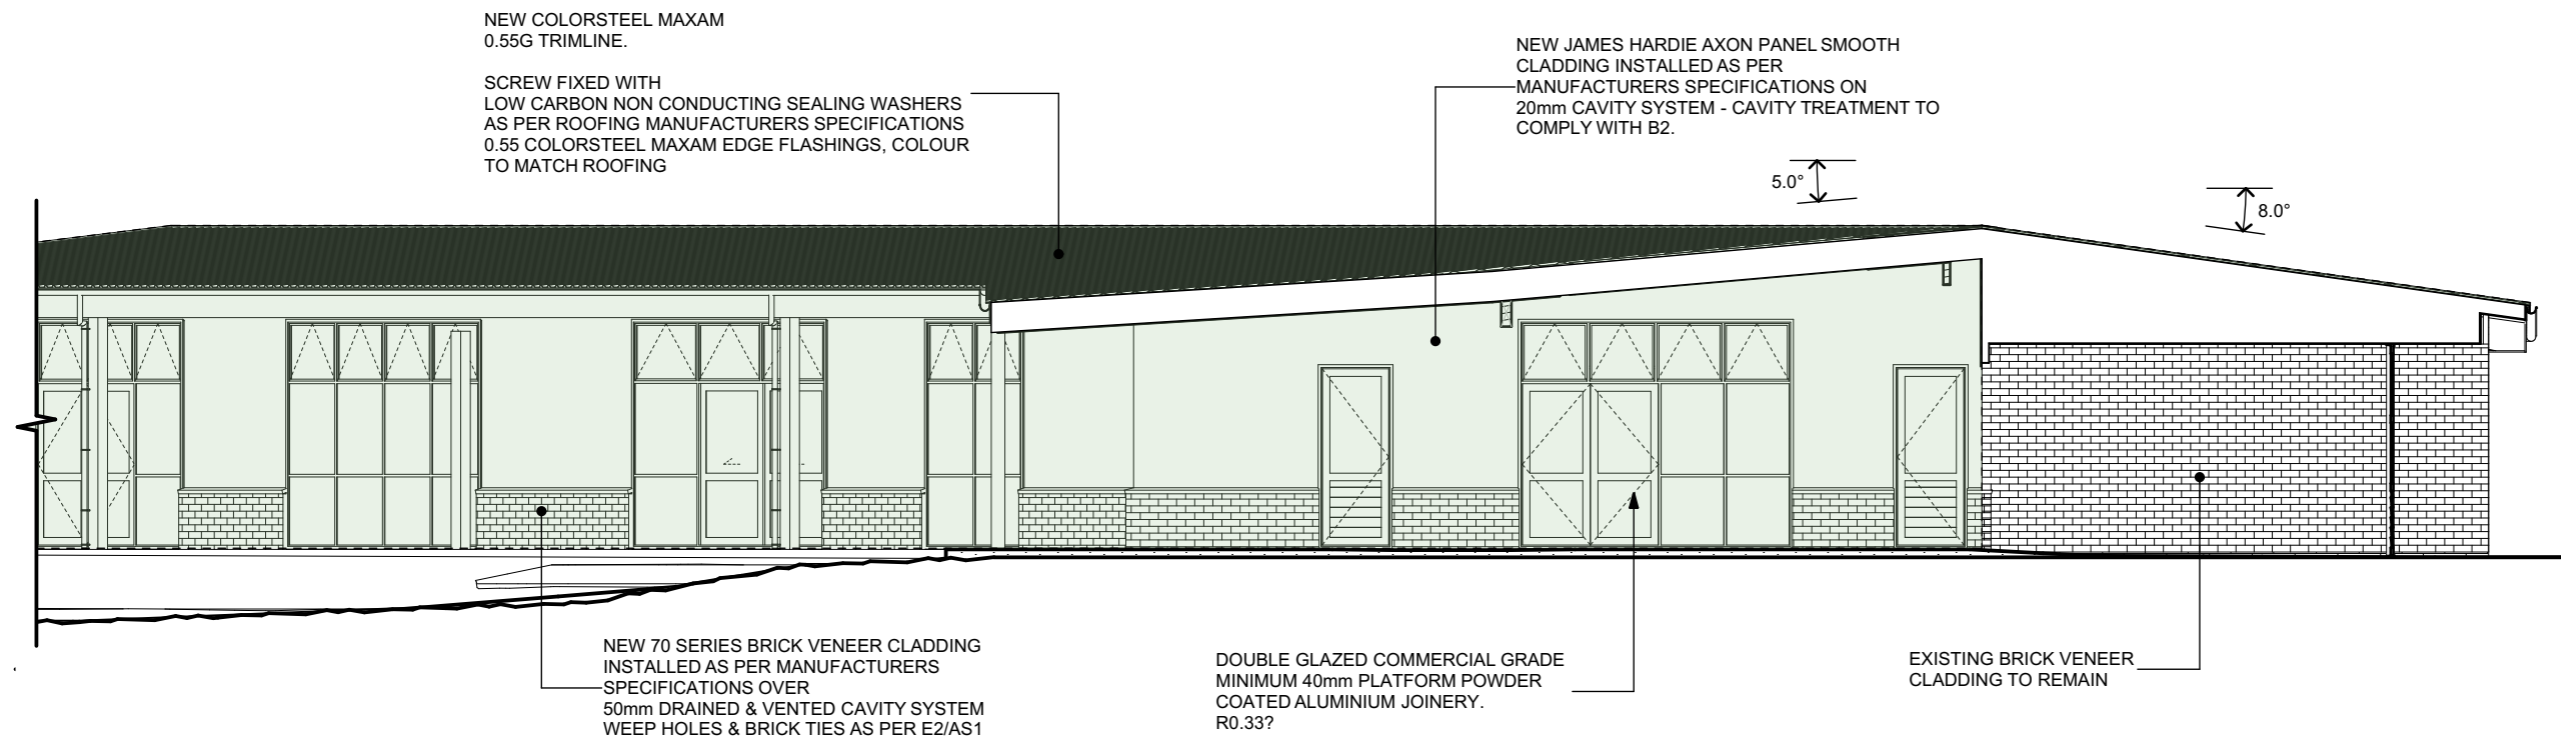 NEW COLORSTEEL MAXAM
0.55G TRIMLINE.
SCREW FIXED WITH
LOW CARBON NON CONDUCTING SEALING WASHERS
AS PER ROOFING MANUFACTURERS SPECIFICATIONS
0.55 COLORSTEEL MAXAM EDGE FLASHINGS, COLOUR
TO MATCH ROOFING
NEW JAMES HARDIE AXON PANEL SMOOTH
CLADDING INSTALLED AS PER
MANUFACTURERS SPECIFICATIONS ON
20mm CAVITY SYSTEM - CAVITY TREATMENT TO
COMPLY WITH B2.
5.0°
8.0°
NEW 70 SERIES BRICK VENEER CLADDING
INSTALLED AS PER MANUFACTURERS
SPECIFICATIONS OVER
50mm DRAINED & VENTED CAVITY SYSTEM
WEEP HOLES & BRICK TIES AS PER E2/AS1
DOUBLE GLAZED COMMERCIAL GRADE
MINIMUM 40mm PLATFORM POWDER
COATED ALUMINIUM JOINERY.
R0.33?
EXISTING BRICK VENEER
CLADDING TO REMAIN